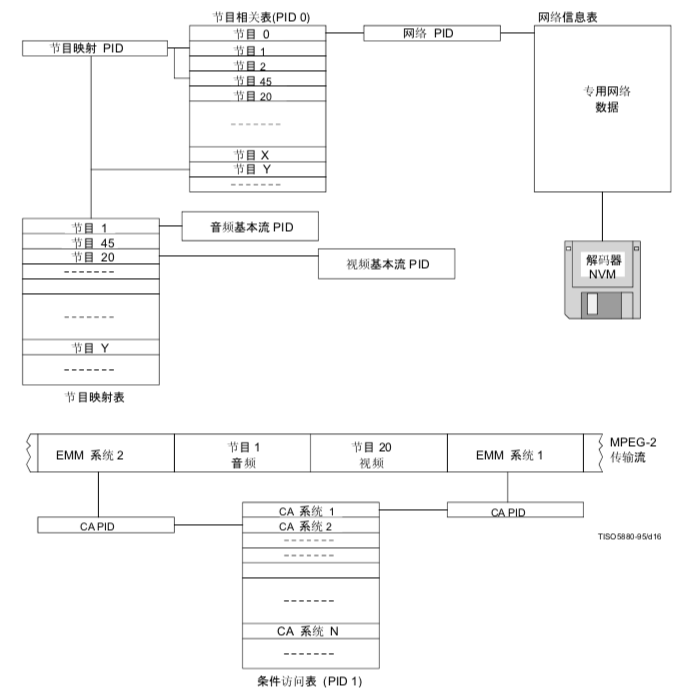 节目相关表(PID 0)
网络信息表
节目映射 PID
节目 0
节目 1
节目 2
节目 45
节目 20
节目 X
节目 Y
网络 PID
专用网络
数据
解码器
NVM
节目 1
节目 45
节目 20
节目 Y
节目映射表
音频基本流 PID
视频基本流 PID
EMM 系统 2
节目 1
音频
节目 20
视频
EMM 系统 1
MPEG-2
传输流
CA PID
CA 系统 1
CA 系统 2
CA 系统 N
CA PID
TISO5880-95/d16
条件访问表 (PID 1)